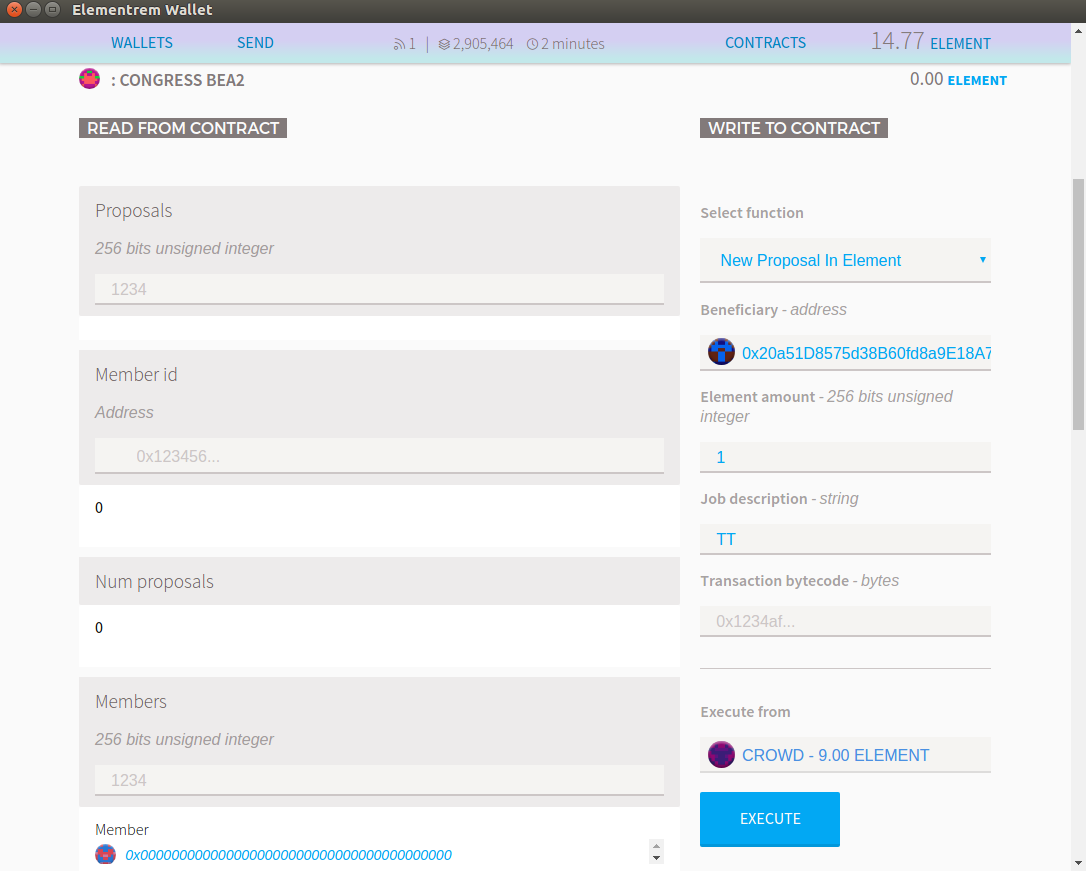 Elementrem Wallet
WALLETS SEND 1 | 2,905,464 2 minutes CONTRACTS 14.77 ELEMENT
: CONGRESS BEA2 0.00 ELEMENT
READ FROM CONTRACT
Proposals
256 bits unsigned integer
1234
Member id
Address
0x123456...
0
Num proposals
0
Members
256 bits unsigned integer
1234
Member
0x0000000000000000000000000000000000000000
WRITE TO CONTRACT
Select function
New Proposal In Element
Beneficiary - address
0x20a51D8575d38B60fd8a9E18A7
Element amount - 256 bits unsigned
integer
1
Job description - string
TT
Transaction bytecode - bytes
0x1234af...
Execute from
CROWD - 9.00 ELEMENT
EXECUTE